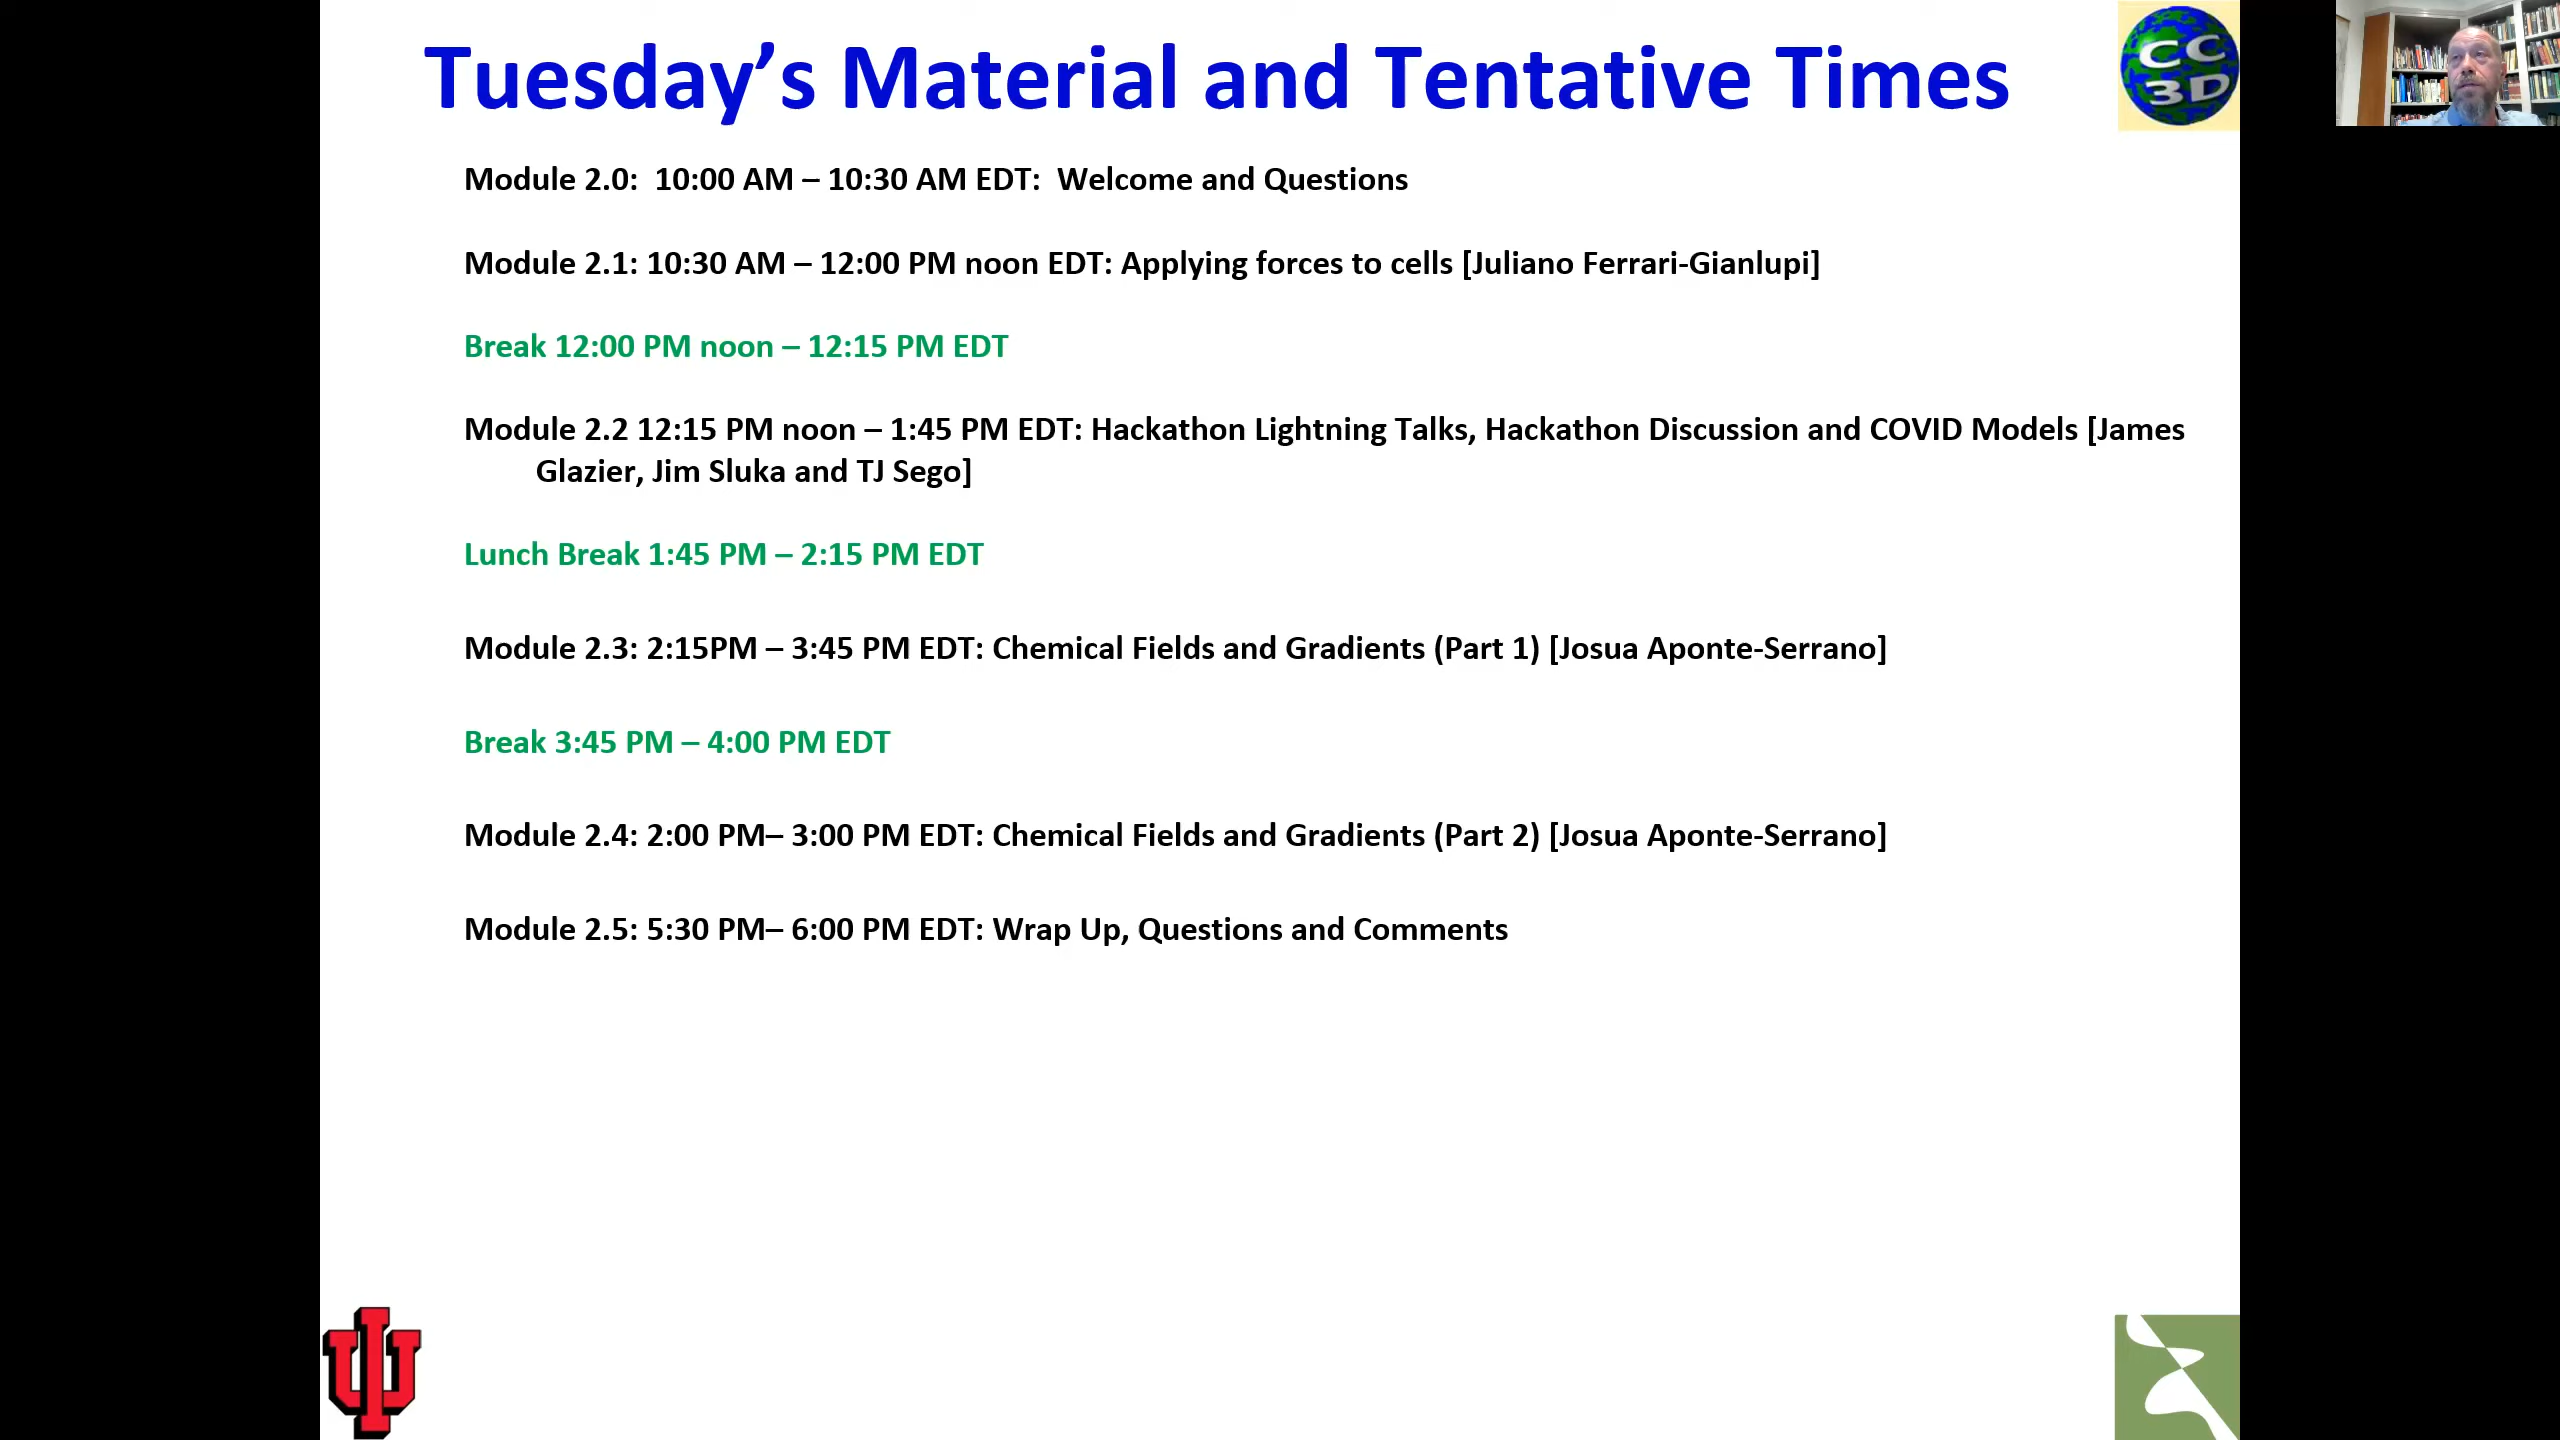 Tuesday’s Material and Tentative Times
CC
3D
Module 2.0:  10:00 AM – 10:30 AM EDT:  Welcome and Questions
Module 2.1: 10:30 AM – 12:00 PM noon EDT: Applying forces to cells [Juliano Ferrari-Gianlupi]
Break 12:00 PM noon – 12:15 PM EDT
Module 2.2 12:15 PM noon – 1:45 PM EDT: Hackathon Lightning Talks, Hackathon Discussion and COVID Models [James
Glazier, Jim Sluka and TJ Sego]
Lunch Break 1:45 PM – 2:15 PM EDT
Module 2.3: 2:15PM – 3:45 PM EDT: Chemical Fields and Gradients (Part 1) [Josua Aponte-Serrano]
Break 3:45 PM – 4:00 PM EDT
Module 2.4: 2:00 PM– 3:00 PM EDT: Chemical Fields and Gradients (Part 2) [Josua Aponte-Serrano]
Module 2.5: 5:30 PM– 6:00 PM EDT: Wrap Up, Questions and Comments